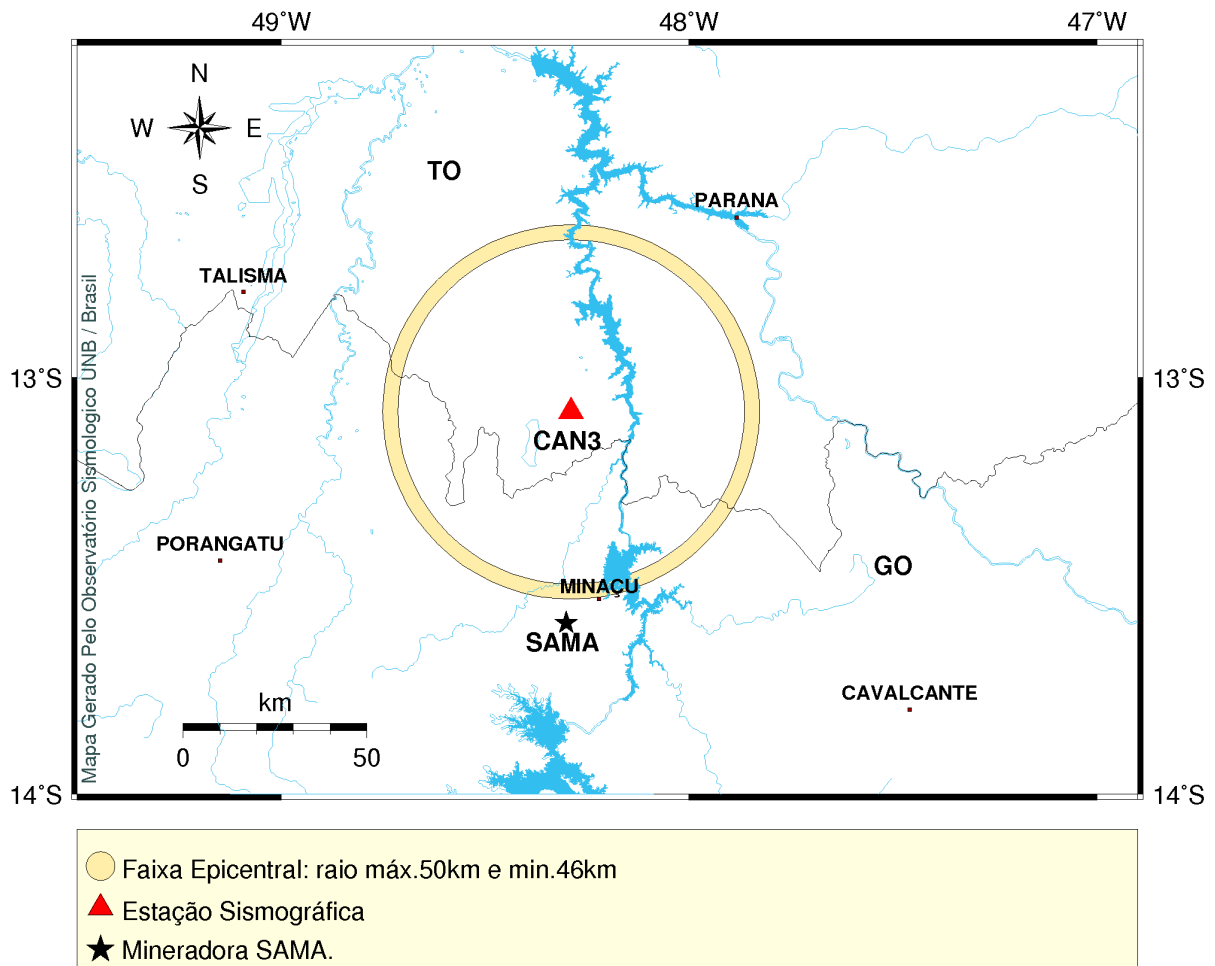 49°W 48°W 47°W
N
W E
S
TO
PARANA
TALISMA
13°S 13°S
CAN3
PORANGATU
GO
MINAÇU
SAMA
CAVALCANTE
km
0 50
14°S 14°S
Mapa Gerado Pelo Observatório Sismologico UNB / Brasil
Faixa Epicentral: raio máx.50km e min.46km
Estação Sismográfica
Mineradora SAMA.